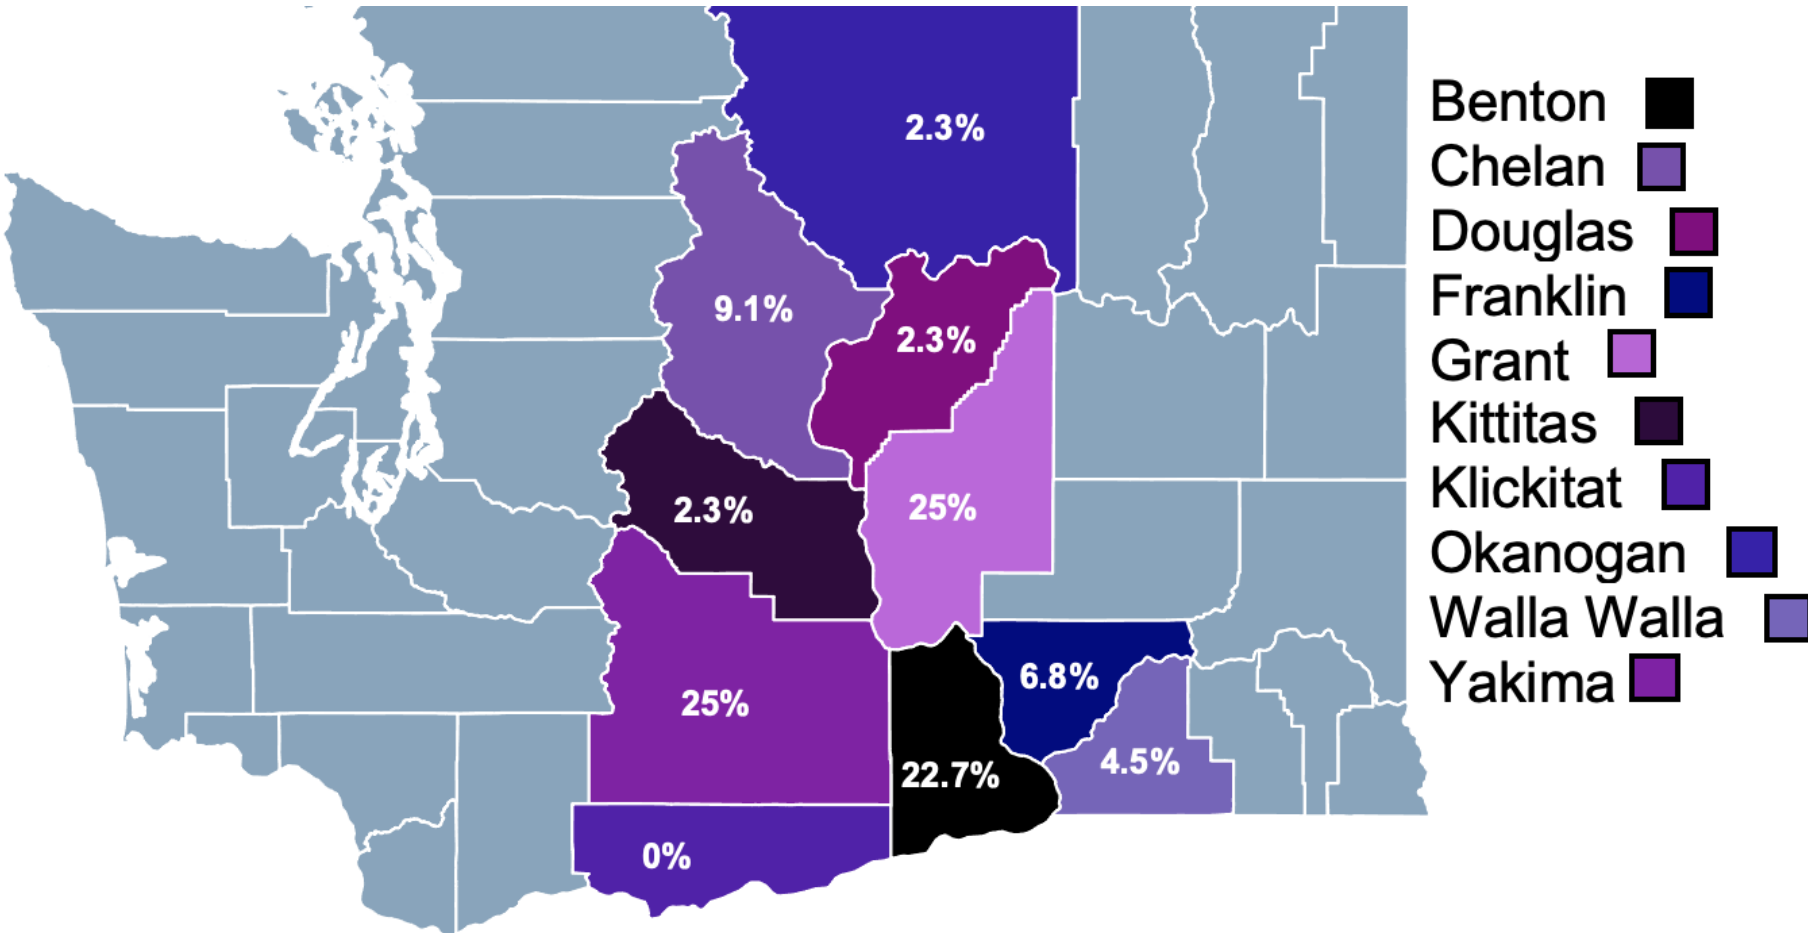 2.3%
9.1%
2.3%
2.3%
25%
25%
6.8%
22.7%
4.5%
0%
Benton
Chelan
Douglas
Franklin
Grant
Kittitas
Klickitat
Okanogan
Walla Walla
Yakima